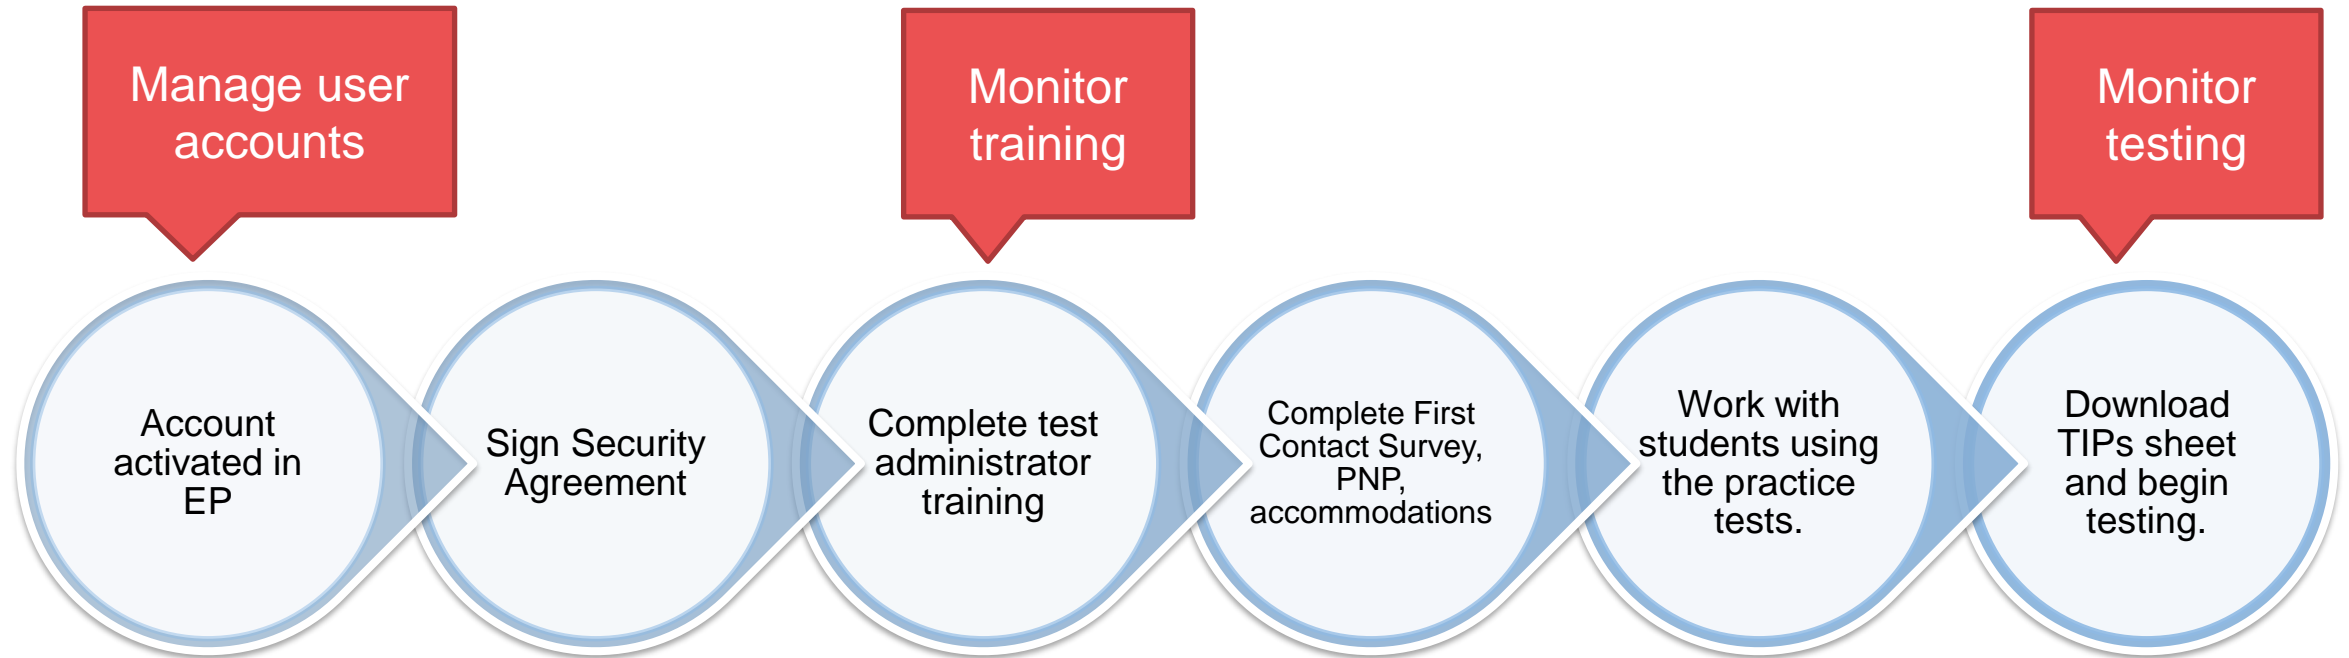 Manage user
accounts
Monitor
training
Monitor
testing
Account
activated in
EP
Sign Security
Agreement
Complete test
administrator
training
Complete First
Contact Survey,
PNP,
accommodations
Work with
students using
the practice
tests.
Download
TIPs sheet
and begin
testing.